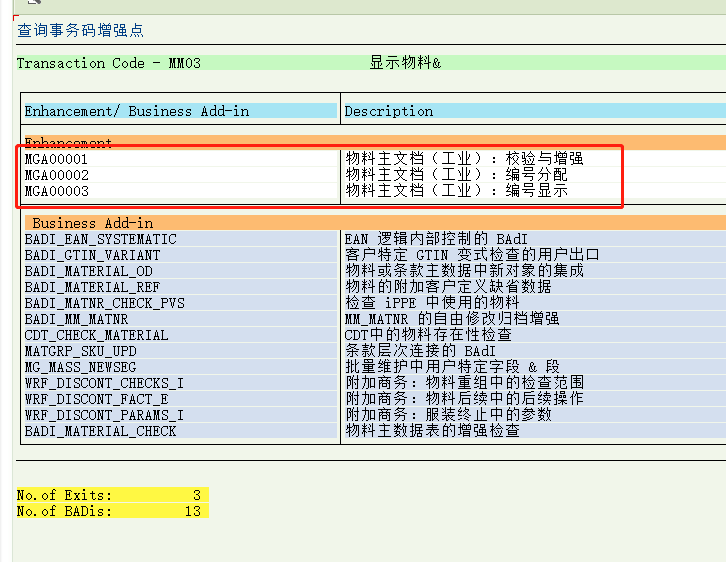 查询事务码增强点
Transaction Code - MM03 显示物料&
Enhancement/ Business Add-in Description
Enhancement
MGA00001 物料主文档（工业）：校验与增强
MGA00002 物料主文档（工业）：编号分配
MGA00003 物料主文档（工业）：编号显示
Business Add-in
BADI_EAN_SYSTEMATIC EAN 逻辑内部控制的 BAdI
BADI_GTIN_VARIANT 客户特定 GTIN 变式检查的用户出口
BADI_MATERIAL_OD 物料或条款主数据中新对象的集成
BADI_MATERIAL_REF 物料的附加客户定义缺省数据
BADI_MATNR_CHECK_PVS 检查 iPPE 中使用的物料
BADI_MM_MATNR MM_MATNR 的自由修改归档增强
CDT_CHECK_MATERIAL CDT中的物料存在性检查
MATGRP_SKU_UPD 条款层次连接的 BAdI
MG_MASS_NEWSEG 批量维护中用户特定字段 & 段
WRF_DISCONT_CHECKS_I 附加商务：物料重组中的检查范围
WRF_DISCONT_FACT_E 附加商务：物料后续中的后续操作
WRF_DISCONT_PARAMS_I 附加商务：服装终止中的参数
BADI_MATERIAL_CHECK 物料主数据表的增强检查
No.of Exits: 3
No.of BADis: 13